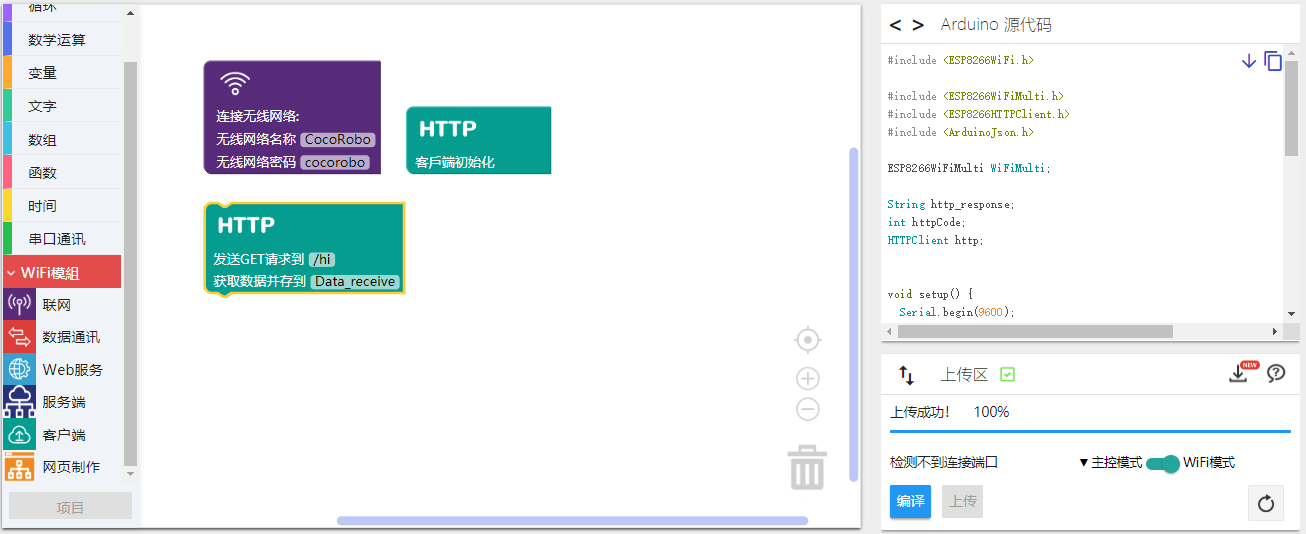 循环
数学运算
变量
文字
数组
函数
时间
串口通讯
WiFi模組
联网
数据通讯
Web服务
服务端
客户端
网页制作
项目
连接无线网络:
无线网络名称 CocoRobo
无线网络密码 cocorobo
HTTP
客戶端初始化
HTTP
发送GET请求到 /hi
获取数据并存到 Data_receive
< > Arduino 源代码
#include <ESP8266WiFi.h>
#include <ESP8266WiFiMulti.h>
#include <ESP8266HTTPClient.h>
#include <ArduinoJson.h>
ESP8266WiFiMulti WiFiMulti;
String http_response;
int httpCode;
HTTPClient http;
void setup() {
Serial.begin(9600);
上传区
NEW
上传成功! 100%
检测不到连接端口 ▼ 主控模式 WiFi模式
编译 上传